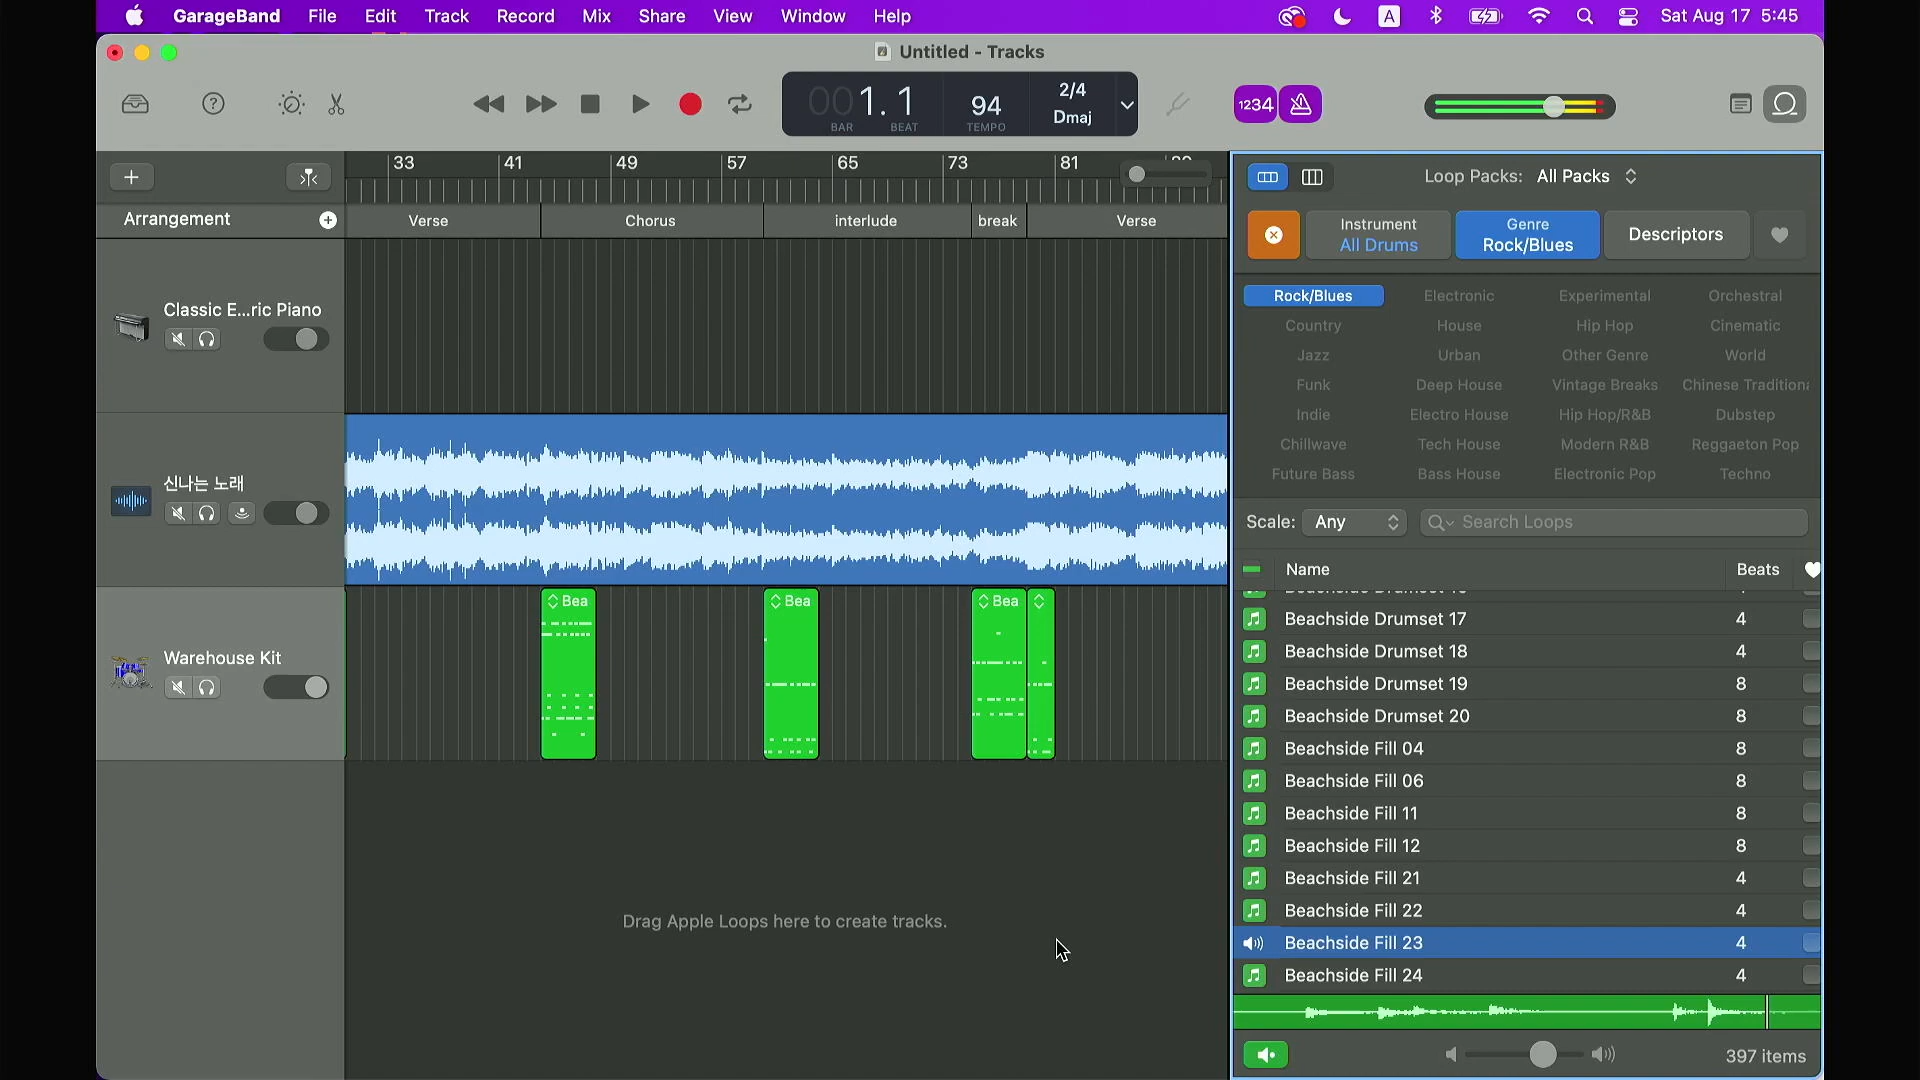 GarageBand File Edit Track Record Mix Share View Window Help A Sat Aug 17 5:45
Untitled - Tracks
001.1
BAR BEAT
94
TEMPO
2/4
Dmaj
1234
33 41 49 57 65 73 81
Arrangement
Verse Chorus interlude break Verse
Classic E...ric Piano
신나는 노래
Warehouse Kit
Bea Bea Bea
Drag Apple Loops here to create tracks.
Loop Packs: All Packs
Instrument
All Drums
Genre
Rock/Blues
Descriptors
Rock/Blues Electronic Experimental Orchestral
Country House Hip Hop Cinematic
Jazz Urban Other Genre World
Funk Deep House Vintage Breaks Chinese Traditional
Indie Electro House Hip Hop/R&B Dubstep
Chillwave Tech House Modern R&B Reggaeton Pop
Future Bass Bass House Electronic Pop Techno
Scale: Any Search Loops
Name Beats
Beachside Drumset 17 4
Beachside Drumset 18 4
Beachside Drumset 19 8
Beachside Drumset 20 8
Beachside Fill 04 8
Beachside Fill 06 8
Beachside Fill 11 8
Beachside Fill 12 8
Beachside Fill 21 4
Beachside Fill 22 4
Beachside Fill 23 4
Beachside Fill 24 4
397 items